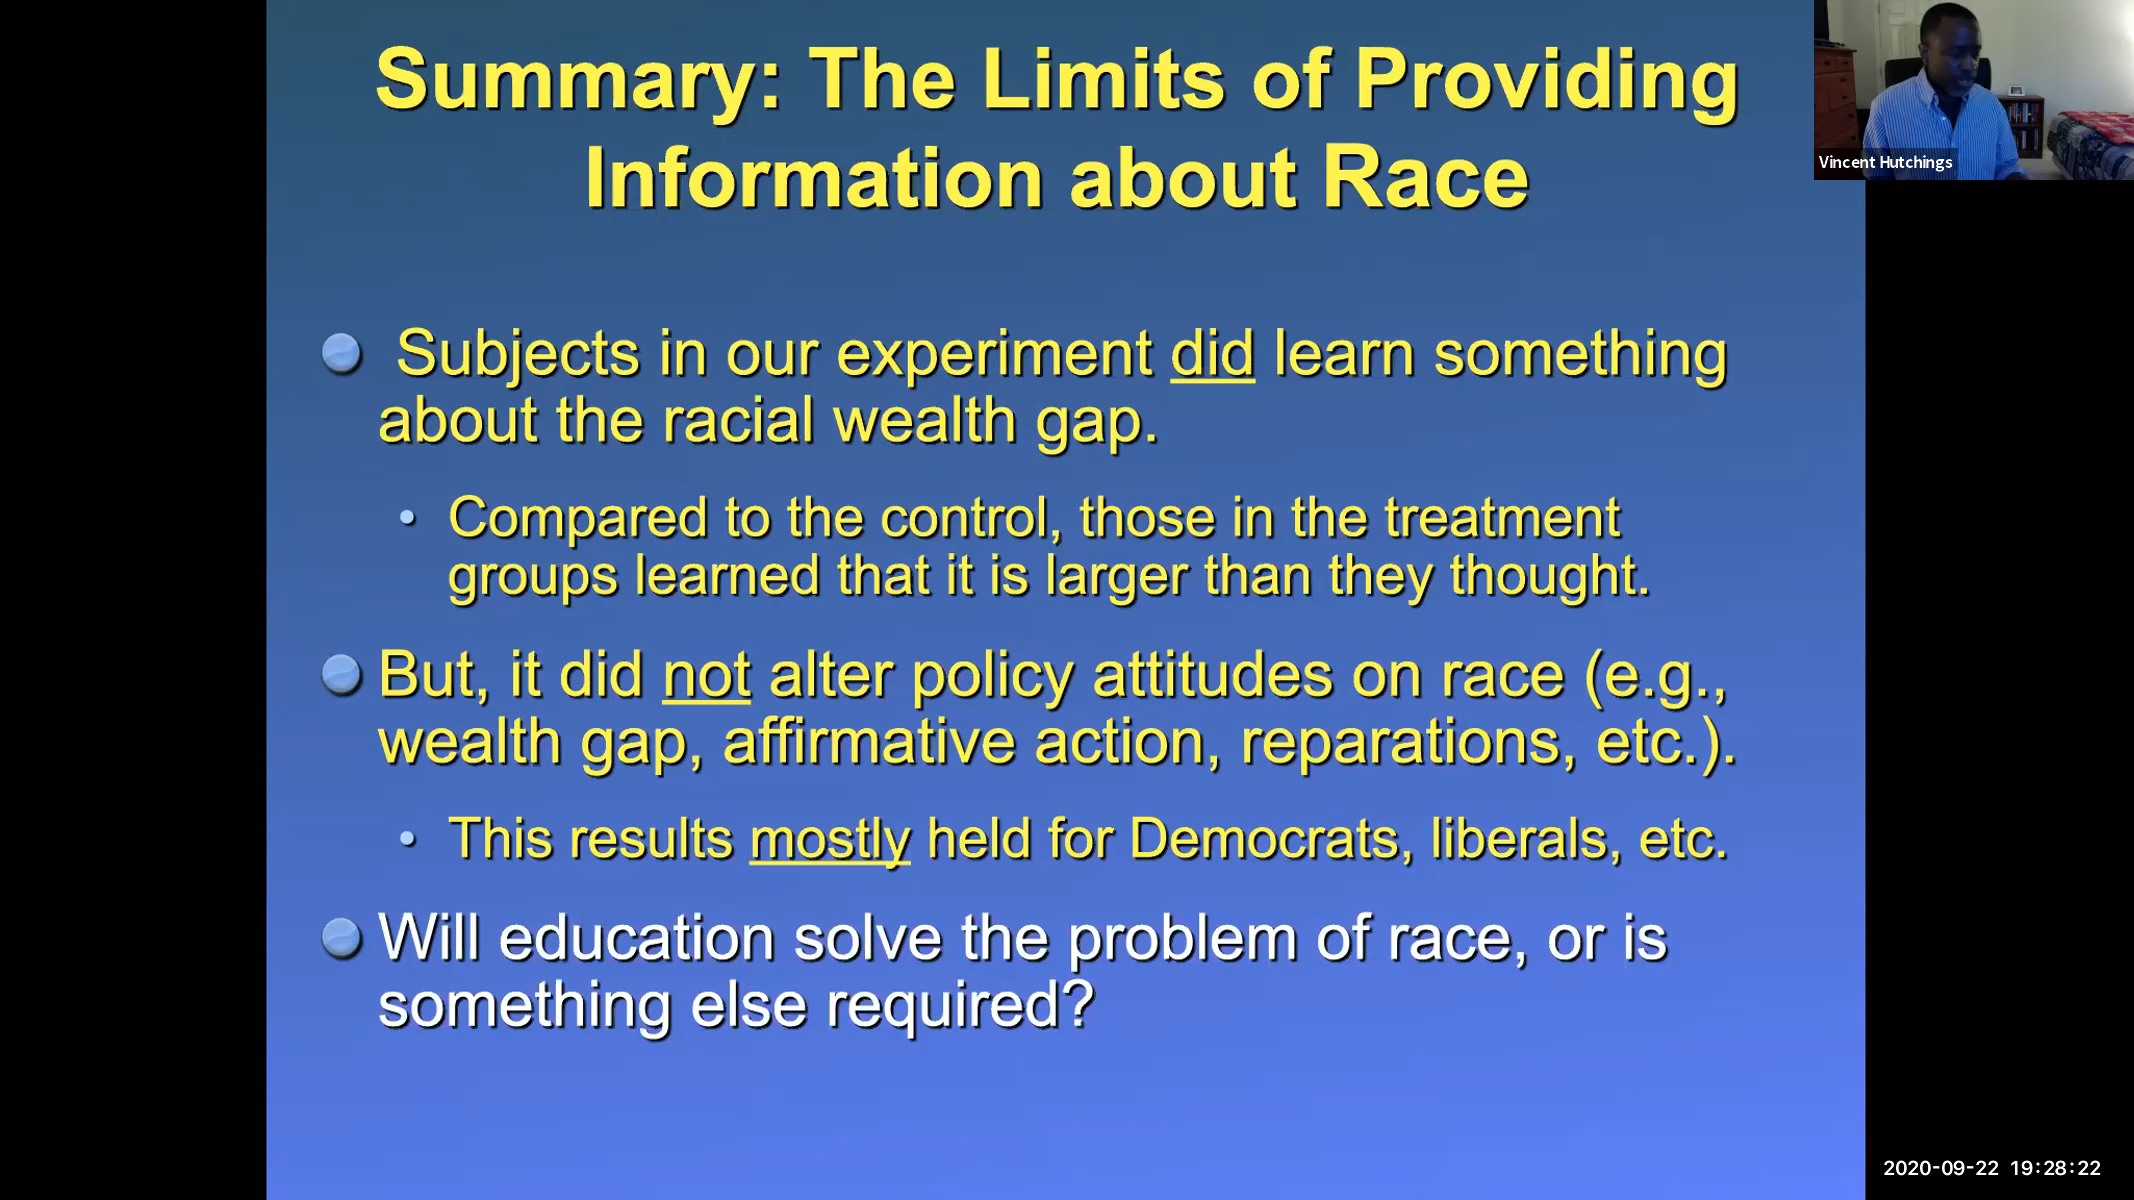 Summary: The Limits of Providing
Information about Race
Vincent Hutchings
Subjects in our experiment did learn something
about the racial wealth gap.
• Compared to the control, those in the treatment
groups learned that it is larger than they thought.
But, it did not alter policy attitudes on race (e.g.,
wealth gap, affirmative action, reparations, etc.).
• This results mostly held for Democrats, liberals, etc.
Will education solve the problem of race, or is
something else required?
2020-09-22 19:28:22